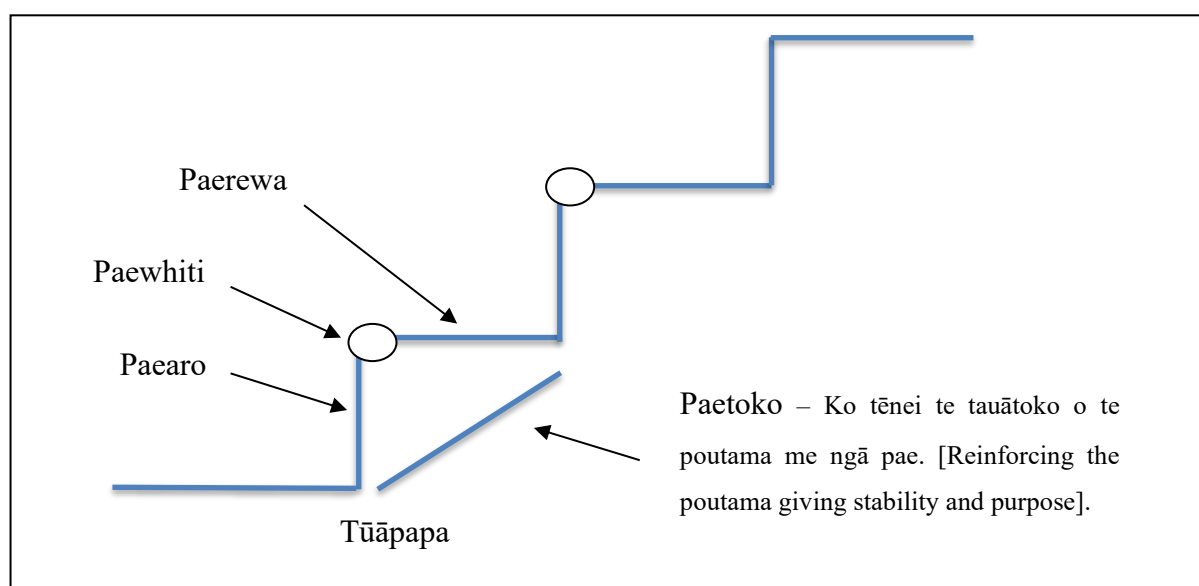 Paerewa
Paewhiti
Paearo
Paetoko – Ko tēnei te tauātoko o te
poutama me ngā pae. [Reinforcing the
poutama giving stability and purpose].
Tūāpapa